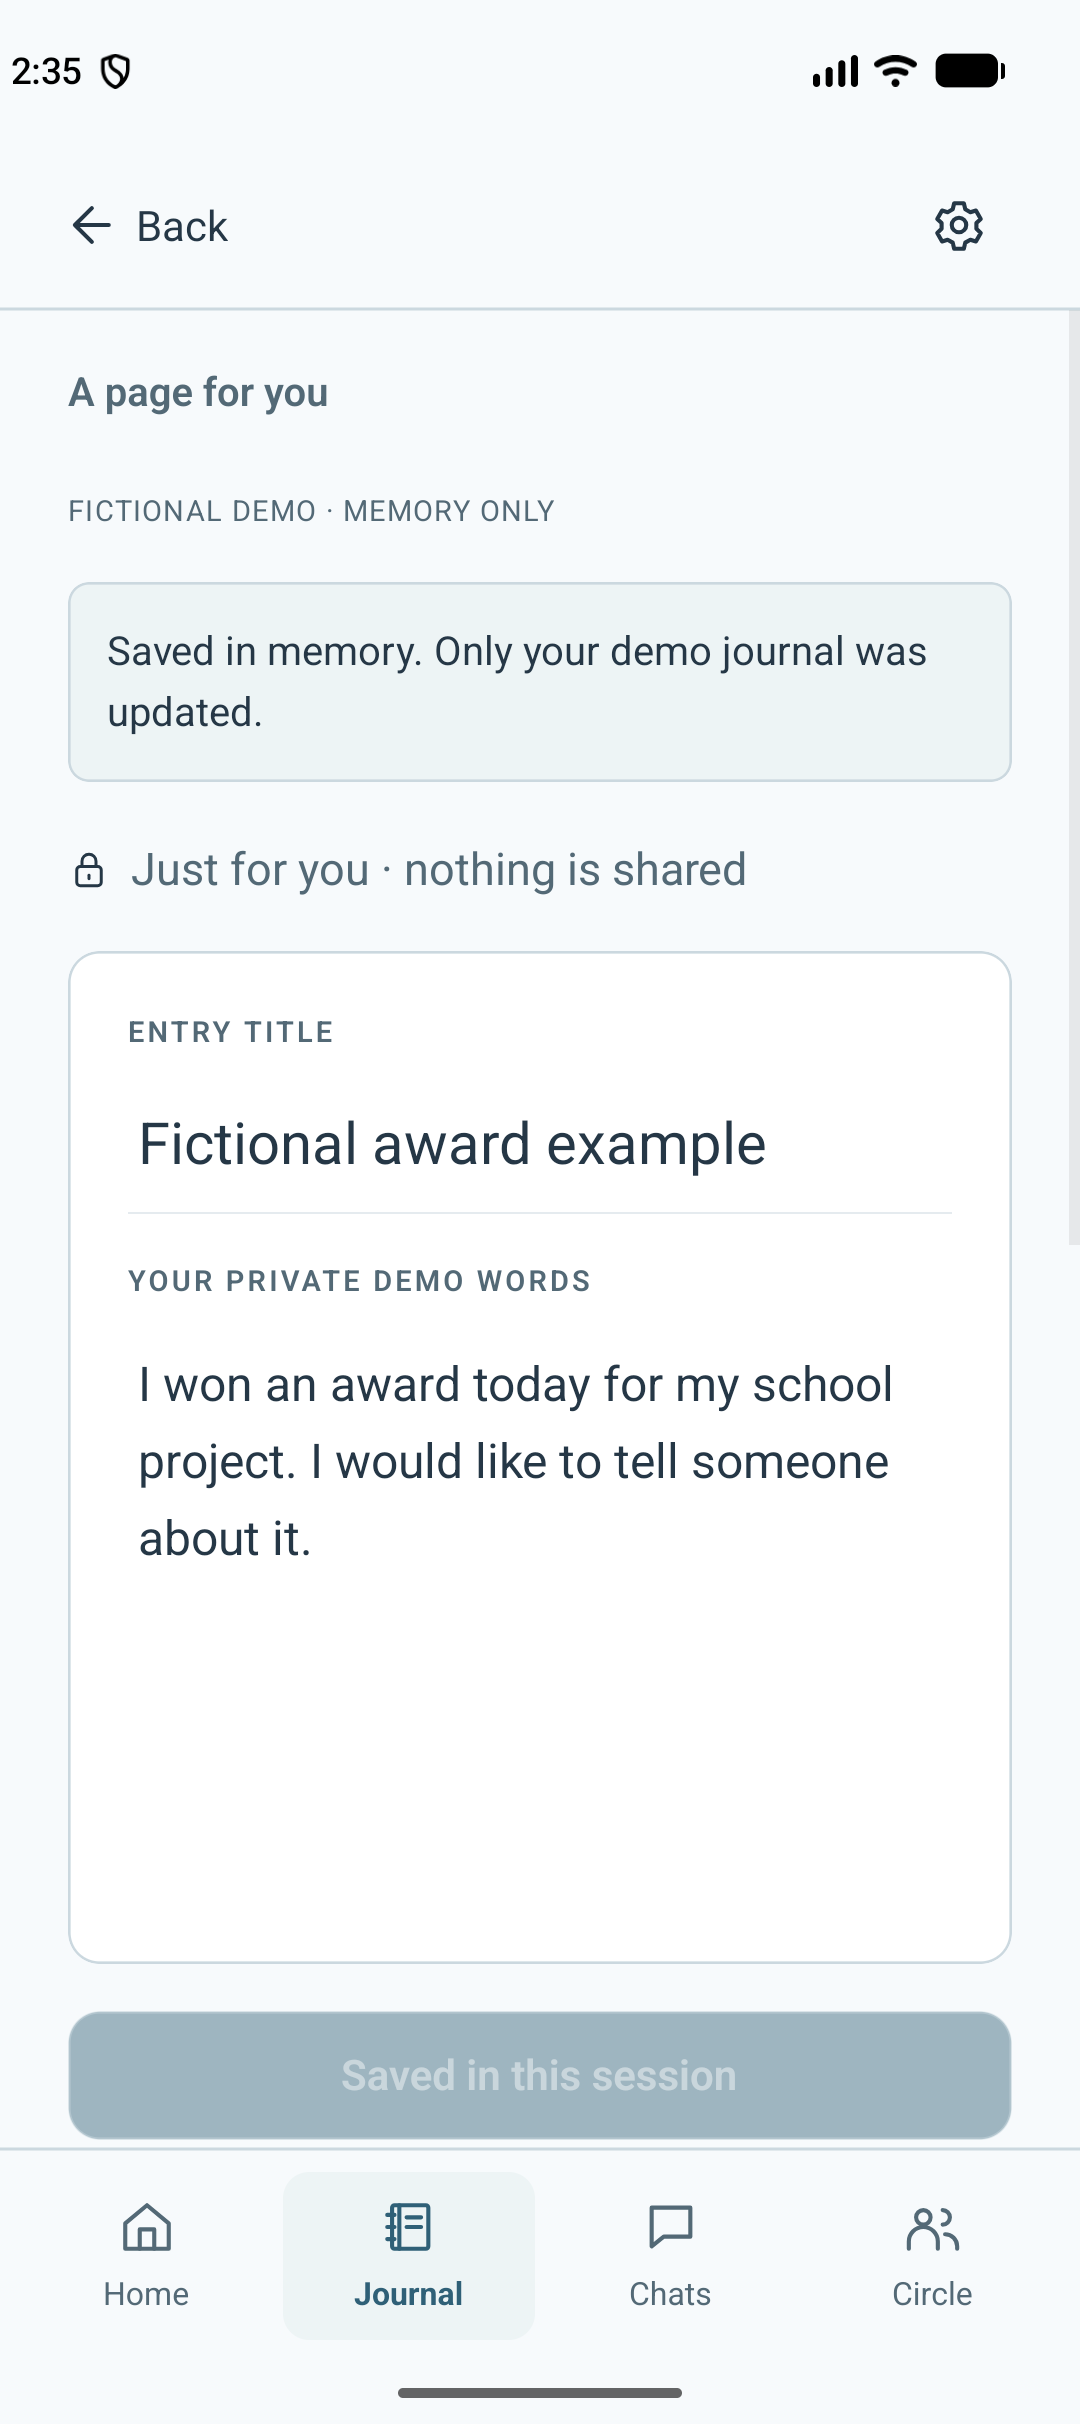 2:35
Back
A page for you
FICTIONAL DEMO · MEMORY ONLY
Saved in memory. Only your demo journal was
updated.
Just for you · nothing is shared
ENTRY TITLE
Fictional award example
YOUR PRIVATE DEMO WORDS
I won an award today for my school
project. I would like to tell someone
about it.
Saved in this session
Home
Journal
Chats
Circle